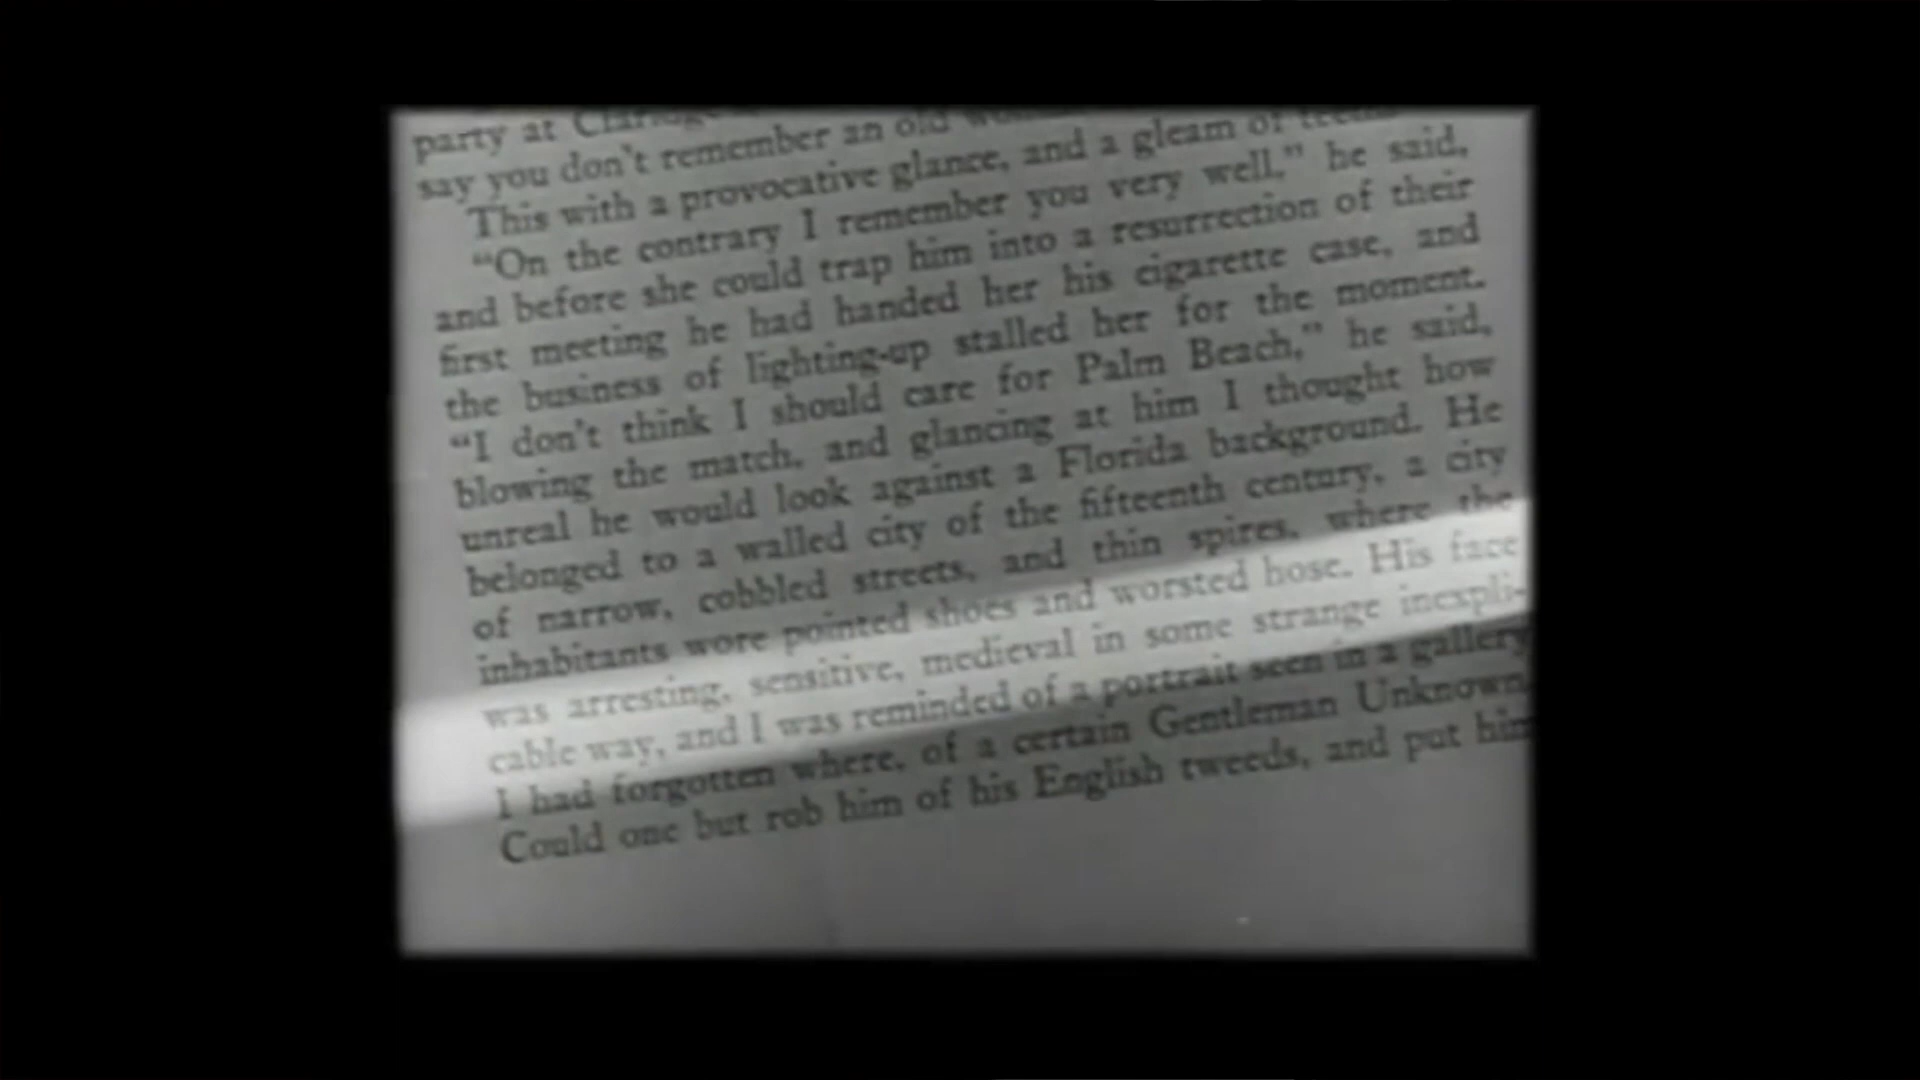 party at
say you don't remember an old
This with a provocative glance, and a gleam of
"On the contrary I remember you very well," he said,
and before she could trap him into a resurrection of their
first meeting he had handed her his cigarette case, and
the business of lighting-up stalled her for the moment.
"I don't think I should care for Palm Beach," he said,
blowing the match, and glancing at him I thought how
unreal he would look against a Florida background. He
belonged to a walled city of the fifteenth century, a city
of narrow, cobbled streets, and thin spires, where the
inhabitants wore pointed shoes and worsted hose. His face
was arresting, sensitive, medieval in some strange inexpli-
cable way, and I was reminded of a portrait seen in a gallery
I had forgotten where, of a certain Gentleman Unknown.
Could one but rob him of his English tweeds, and put him